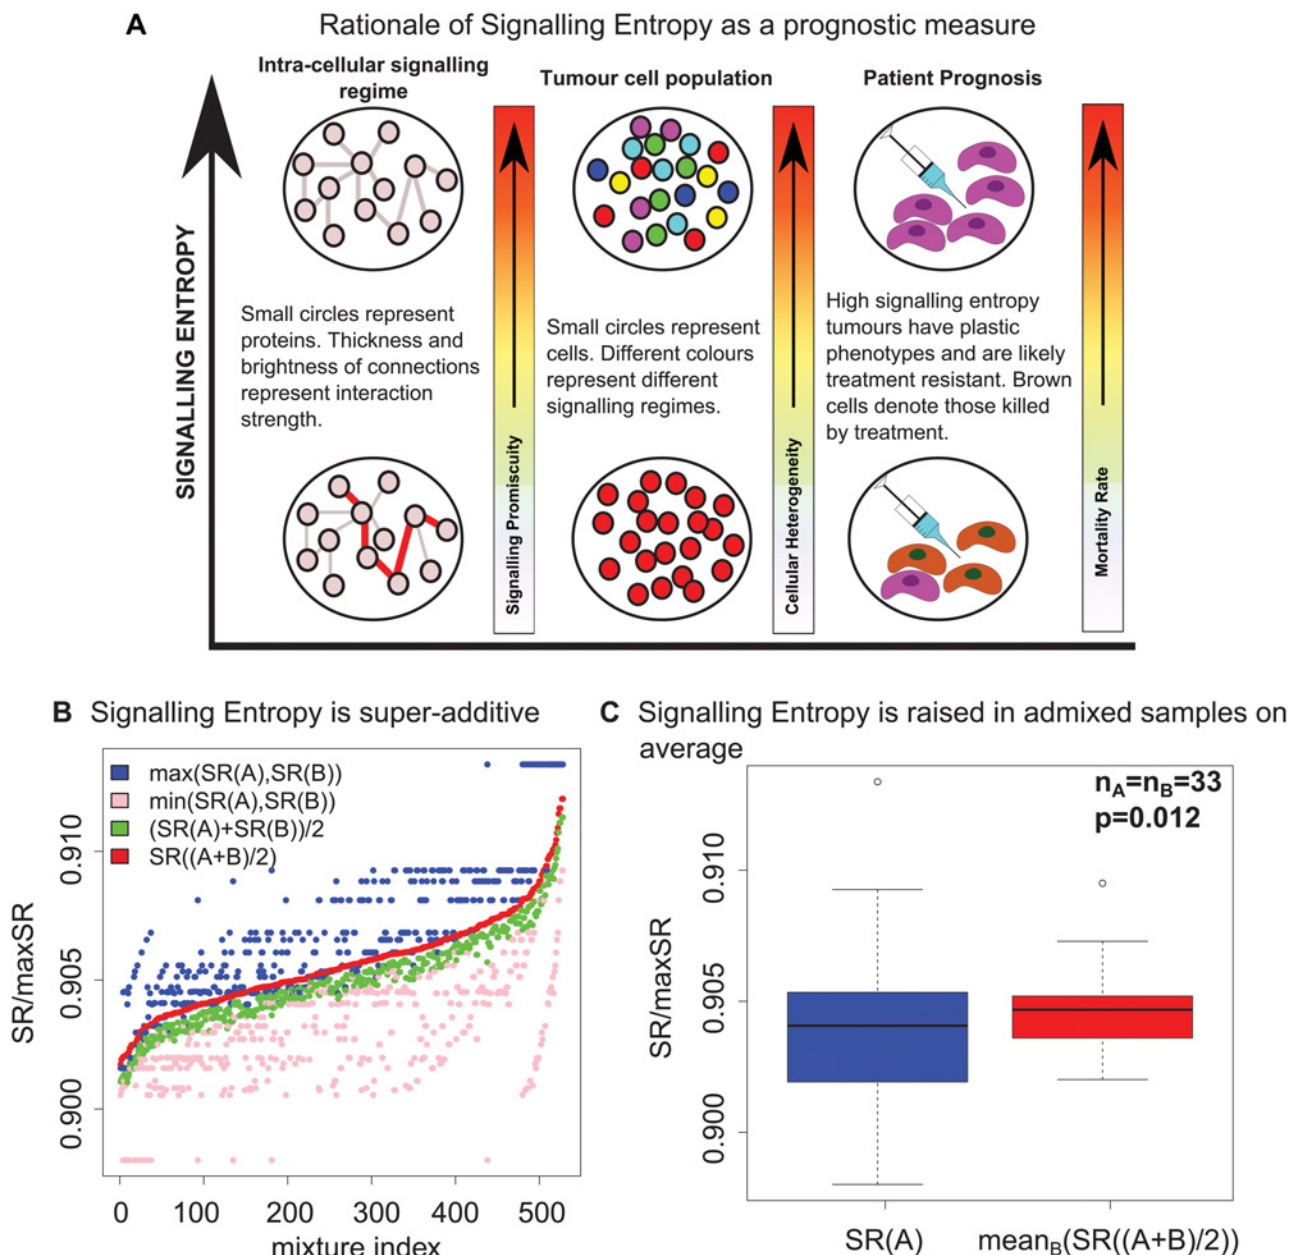 A Rationale of Signalling Entropy as a prognostic measure
SIGNALLING ENTROPY
Intra-cellular signalling
regime
Small circles represent
proteins. Thickness and
brightness of connections
represent interaction
strength.
Signalling Promiscuity
Tumour cell population
Small circles represent
cells. Different colours
represent different
signalling regimes.
Cellular Heterogeneity
Patient Prognosis
High signalling entropy
tumours have plastic
phenotypes and are likely
treatment resistant. Brown
cells denote those killed
by treatment.
Mortality Rate
B Signalling Entropy is super-additive
max(SR(A),SR(B))
min(SR(A),SR(B))
(SR(A)+SR(B))/2
SR((A+B)/2)
SR/maxSR
0.910
0.905
0.900
0 100 200 300 400 500
mixture index
C Signalling Entropy is raised in admixed samples on
average
n_A=n_B=33
p=0.012
SR/maxSR
0.910
0.905
0.900
SR(A) mean_B(SR((A+B)/2))